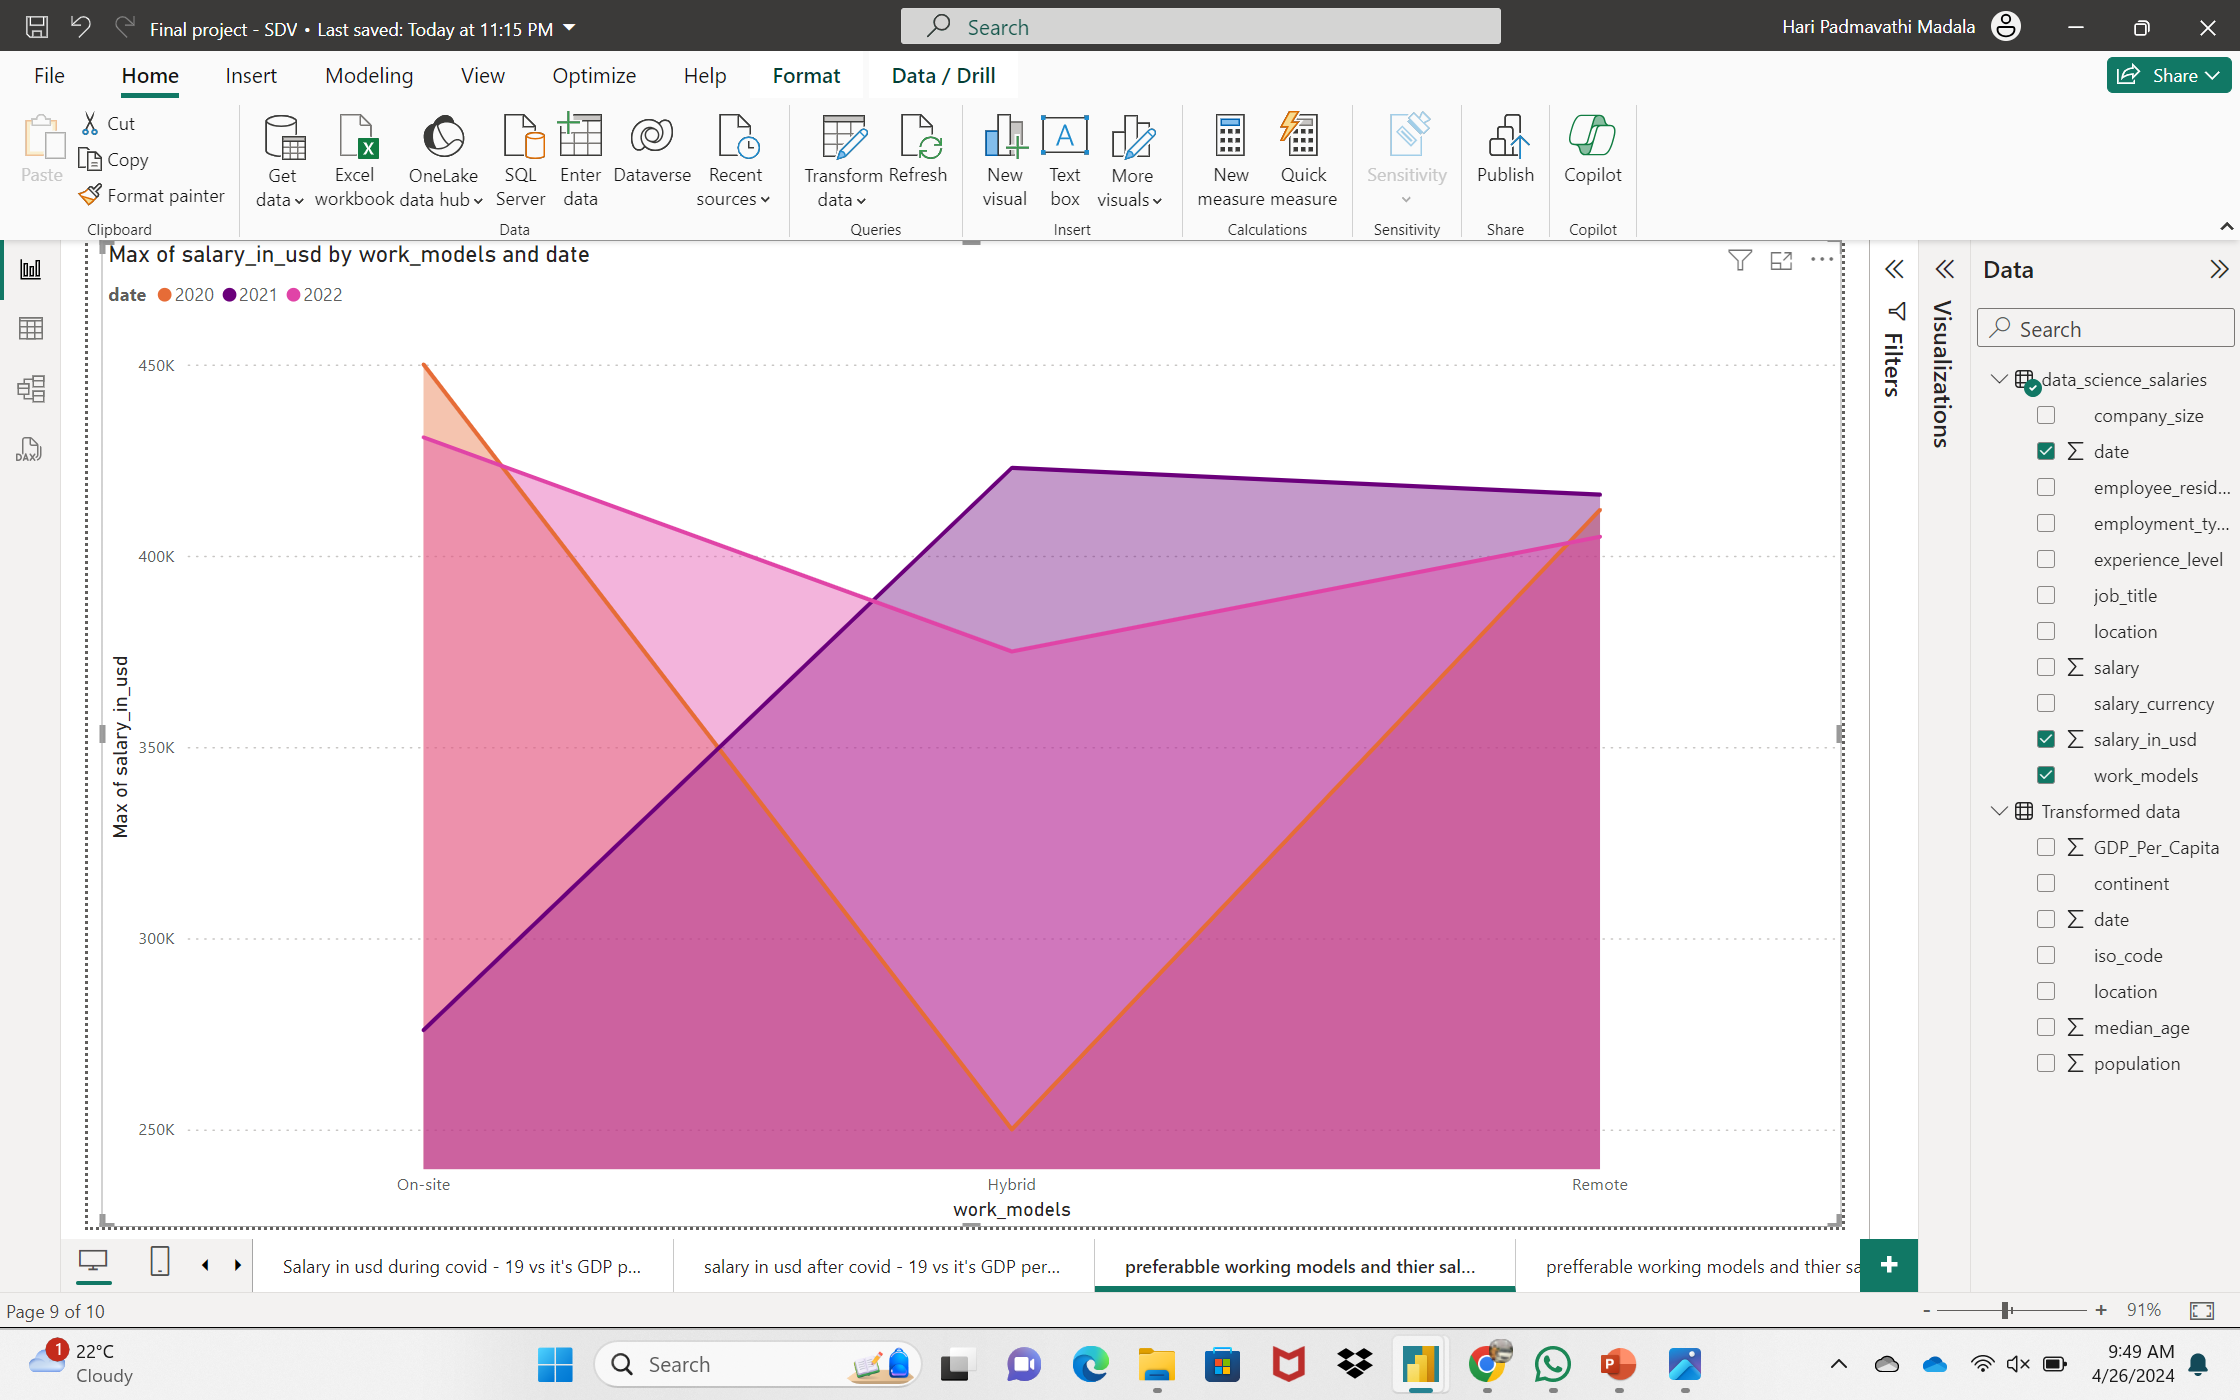 Final project - SDV • Last saved: Today at 11:15 PM
Search
Hari Padmavathi Madala
File Home Insert Modeling View Optimize Help Format Data / Drill
Share
Paste
Cut
Copy
Format painter
Clipboard
Get data
Excel workbook
OneLake data hub
SQL Server
Enter data
Dataverse
Recent sources
Data
Transform data
Refresh
Queries
New visual
Text box
More visuals
Insert
New measure
Quick measure
Calculations
Sensitivity
Sensitivity
Publish
Share
Copilot
Copilot
DAX
Max of salary_in_usd by work_models and date
date 2020 2021 2022
450K
400K
350K
300K
250K
Max of salary_in_usd
On-site Hybrid Remote
work_models
Filters
Visualizations
Data
Search
data_science_salaries
company_size
date
employee_resid...
employment_ty...
experience_level
job_title
location
salary
salary_currency
salary_in_usd
work_models
Transformed data
GDP_Per_Capita
continent
date
iso_code
location
median_age
population
Salary in usd during covid - 19 vs it's GDP p...
salary in usd after covid - 19 vs it's GDP per...
preferabble working models and thier sal...
prefferable working models and thier sa
Page 9 of 10
- + 91%
1
22°C
Cloudy
Search
9:49 AM
4/26/2024